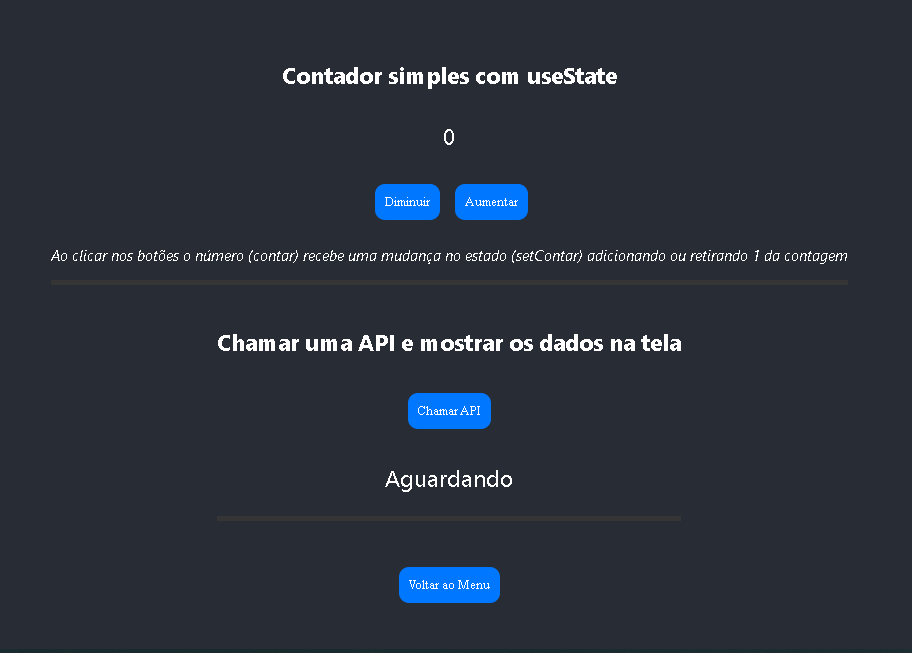 Contador simples com useState
0
Diminuir Aumentar
Ao clicar nos botões o número (contar) recebe uma mudança no estado (setContar) adicionando ou retirando 1 da contagem
Chamar uma API e mostrar os dados na tela
Chamar API
Aguardando
Voltar ao Menu